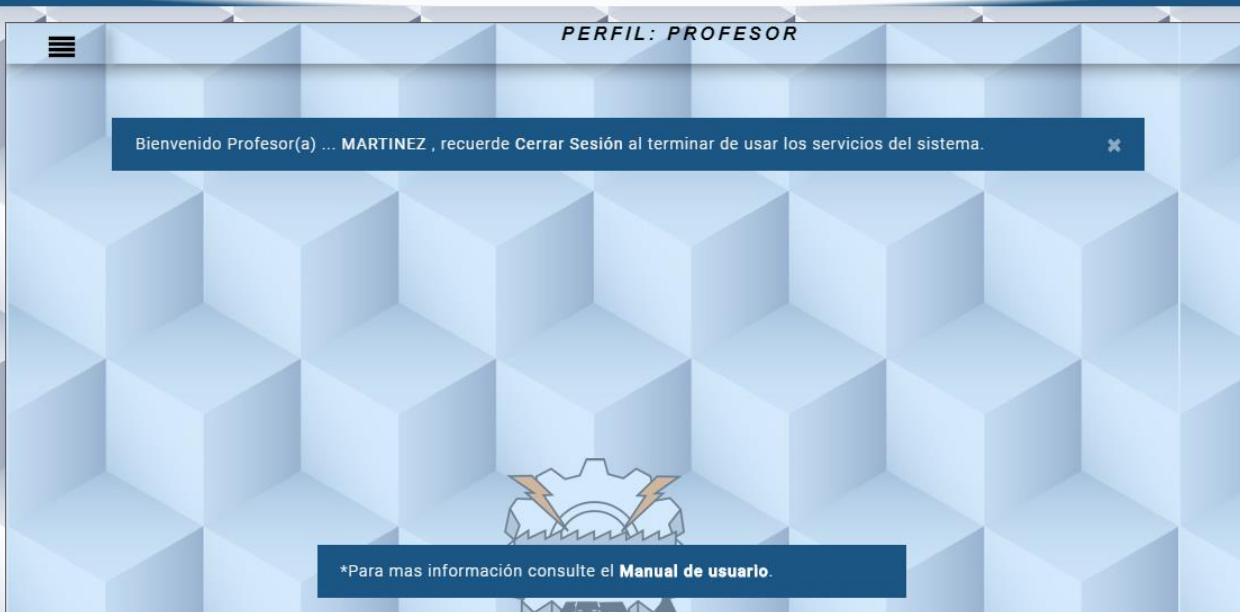 PERFIL: PROFESOR
Bienvenido Profesor(a) ... MARTINEZ , recuerde Cerrar Sesión al terminar de usar los servicios del sistema.
*Para mas información consulte el Manual de usuario.